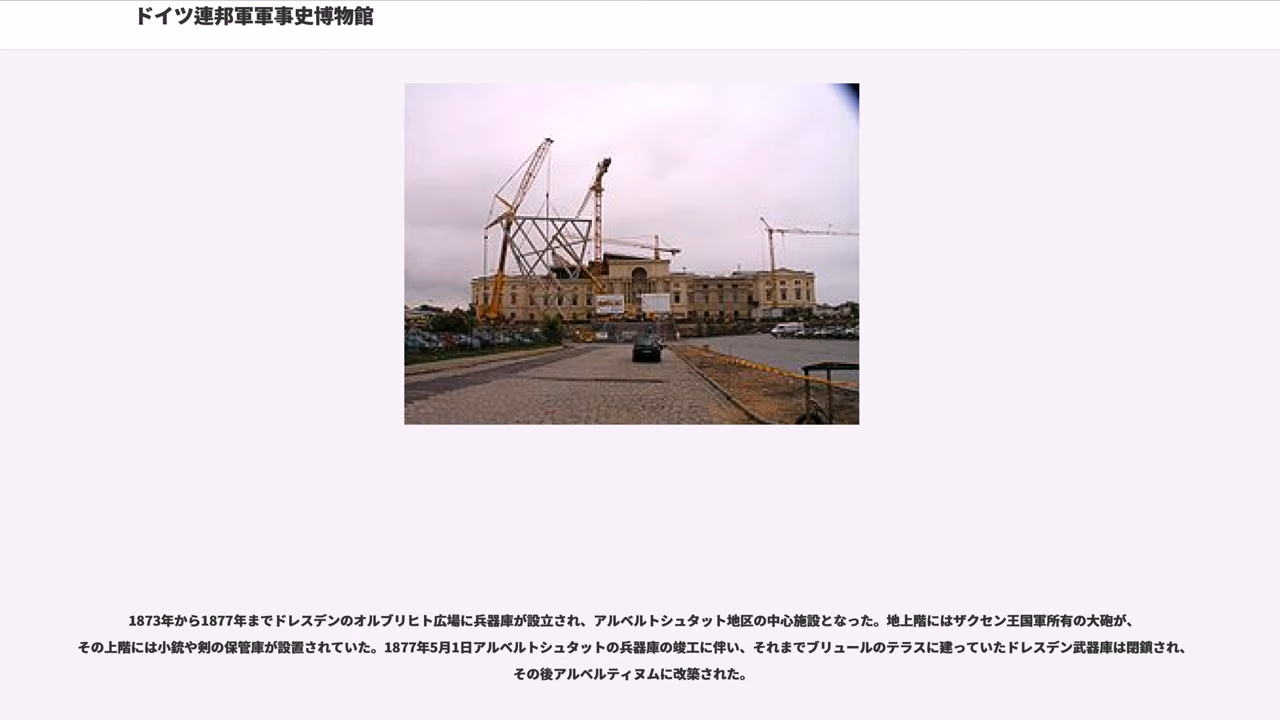 ドイツ連邦軍軍事史博物館
1873年から1877年までドレスデンのオルブリヒト広場に兵器庫が設立され、アルベルトシュタット地区の中心施設となった。地上階にはザクセン王国軍所有の大砲が、
その上階には小銃や剣の保管庫が設置されていた。1877年5月1日アルベルトシュタットの兵器庫の竣工に伴い、それまでブリュールのテラスに建っていたドレスデン武器庫は閉鎖され、
その後アルベルティヌムに改築された。